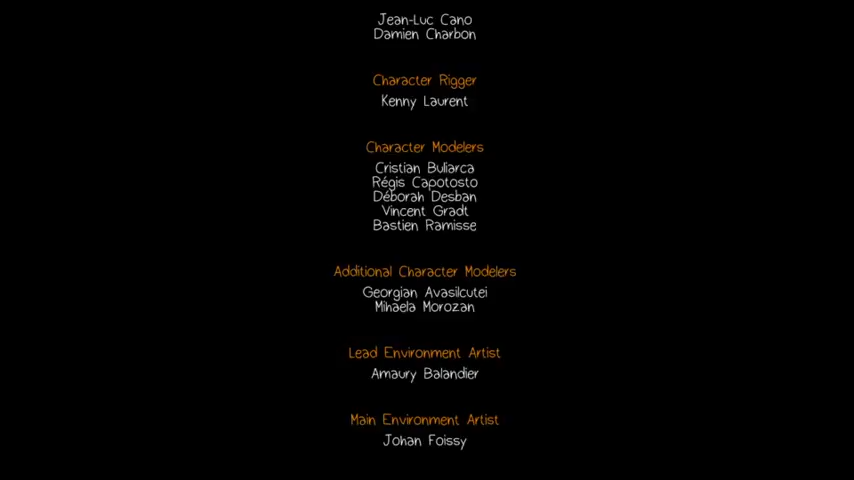 Jean-Luc Cano
Damien Charbon
Character Rigger
Kenny Laurent
Character Modelers
Cristian Buliarca
Régis Capotosto
Déborah Desban
Vincent Gradt
Bastien Ramisse
Additional Character Modelers
Georgian Avasilcutei
Mihaela Morozan
Lead Environment Artist
Amaury Balandier
Main Environment Artist
Johan Foissy